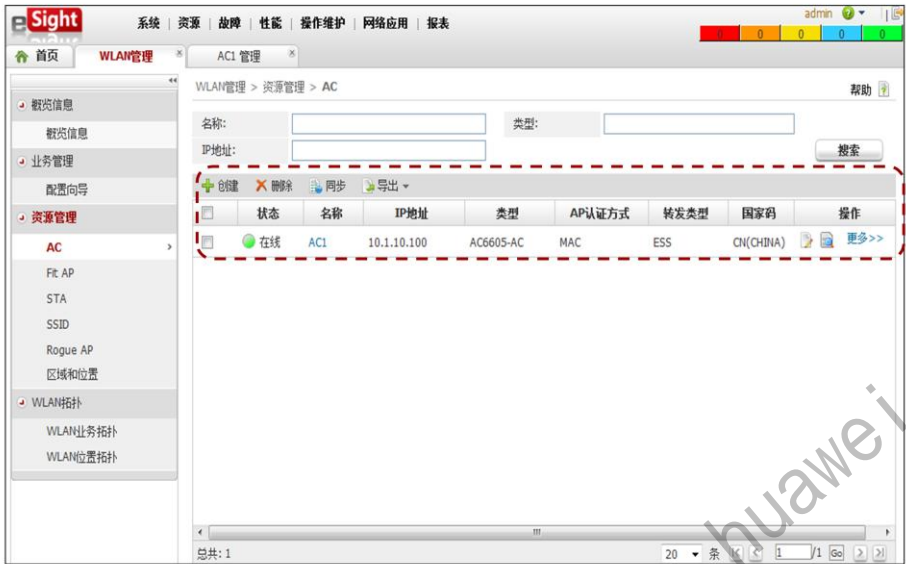 eSight
系统 | 资源 | 故障 | 性能 | 操作维护 | 网络应用 | 报表
admin
0 0 0 0 0
首页 WLAN管理 AC1 管理
WLAN管理 > 资源管理 > AC
帮助
概览信息
概览信息
业务管理
配置向导
资源管理
AC
Fit AP
STA
SSID
Rogue AP
区域和位置
WLAN拓扑
WLAN业务拓扑
WLAN位置拓扑
名称: 类型:
IP地址: 搜索
创建 删除 同步 导出
状态 名称 IP地址 类型 AP认证方式 转发类型 国家码 操作
在线 AC1 10.1.10.100 AC6605-AC MAC ESS CN(CHINA) 更多>>
总共: 1
20 条 1 /1 Go
huawei